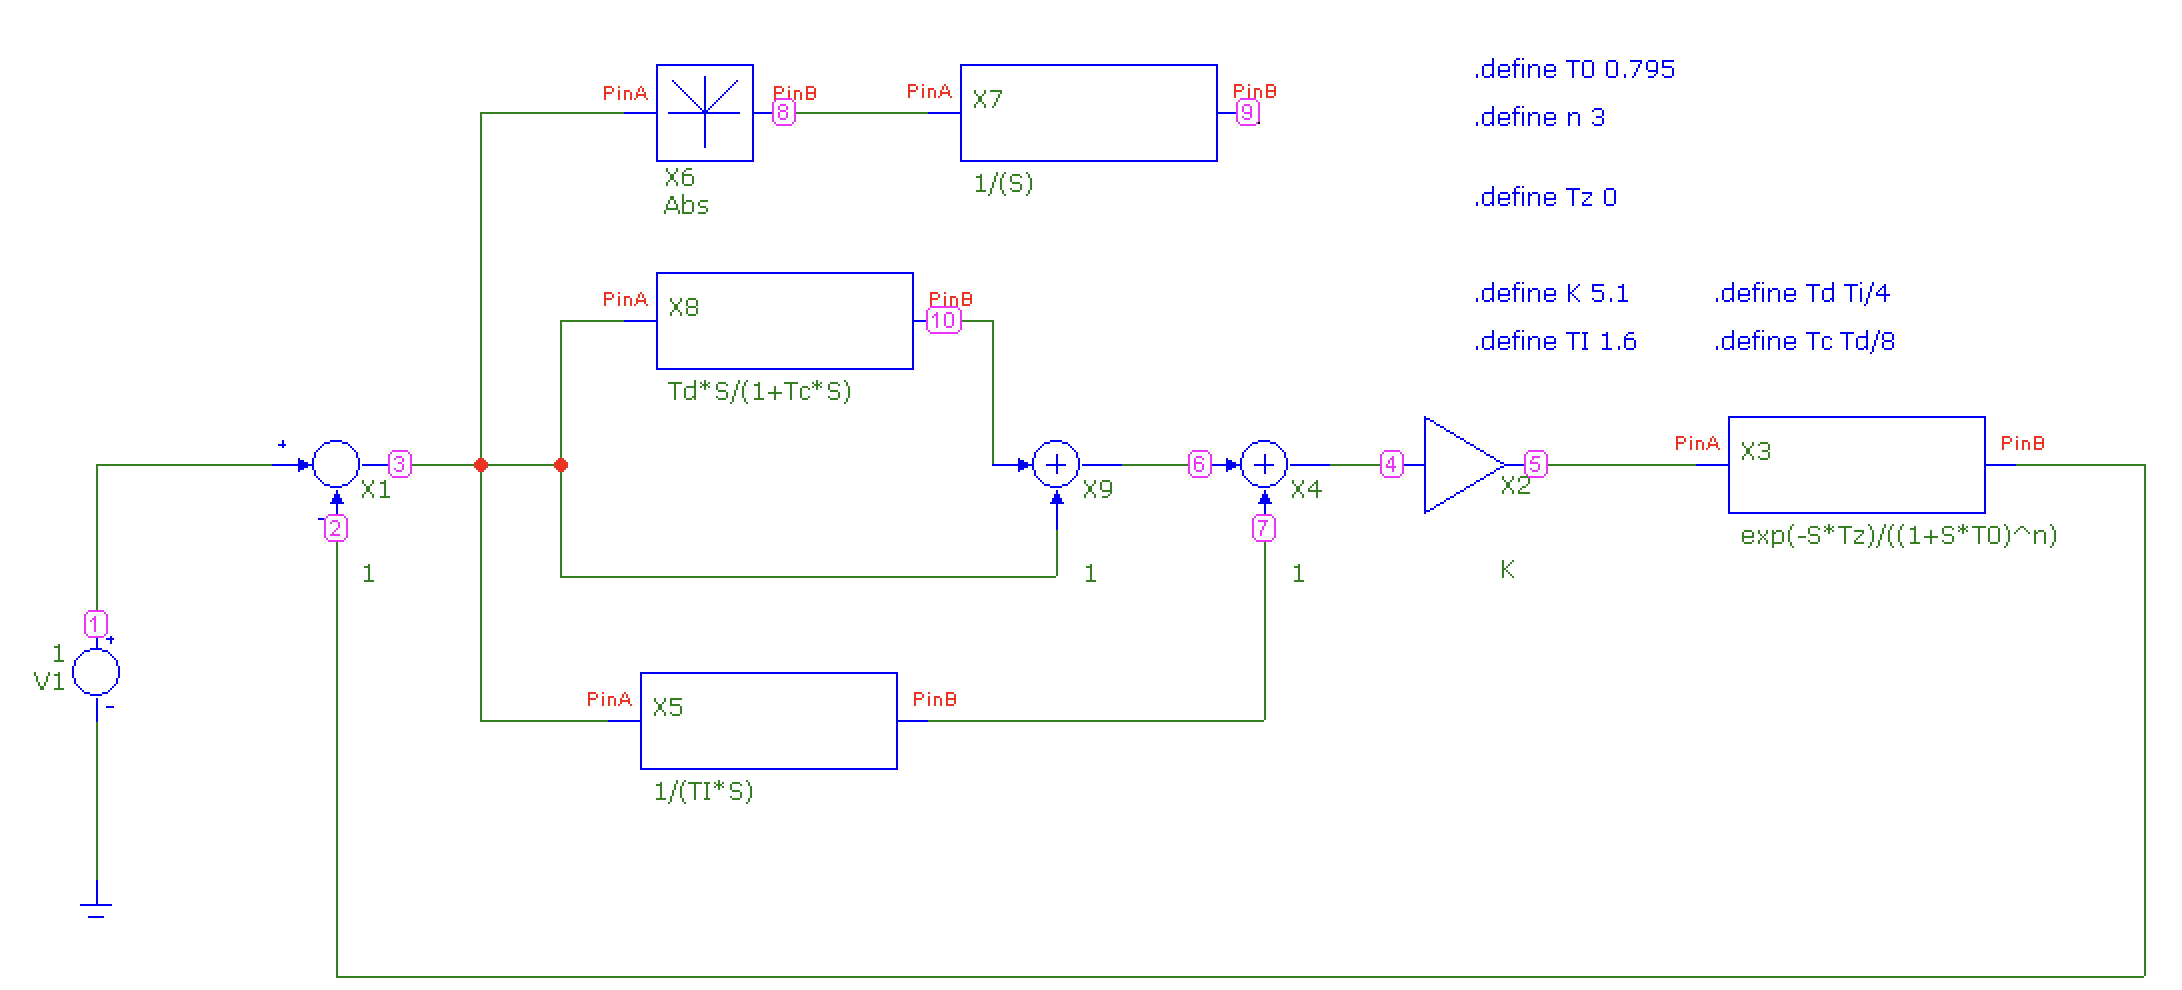 .define T0 0.795
PinA
PinB
PinA
PinB
8
X7
9
.define n 3
X6
Abs
1/(S)
.define Tz 0
PinA
X8
PinB
10
.define K 5.1
.define Td Ti/4
.define TI 1.6
.define Tc Td/8
Td*S/(1+Tc*S)
+
3
X1
-
2
1
+
X9
6
+
X4
7
4
5
X2
PinA
X3
PinB
exp(-S*Tz)/((1+S*T0)^n)
1
1
K
1
+
1
V1
-
PinA
X5
PinB
1/(TI*S)